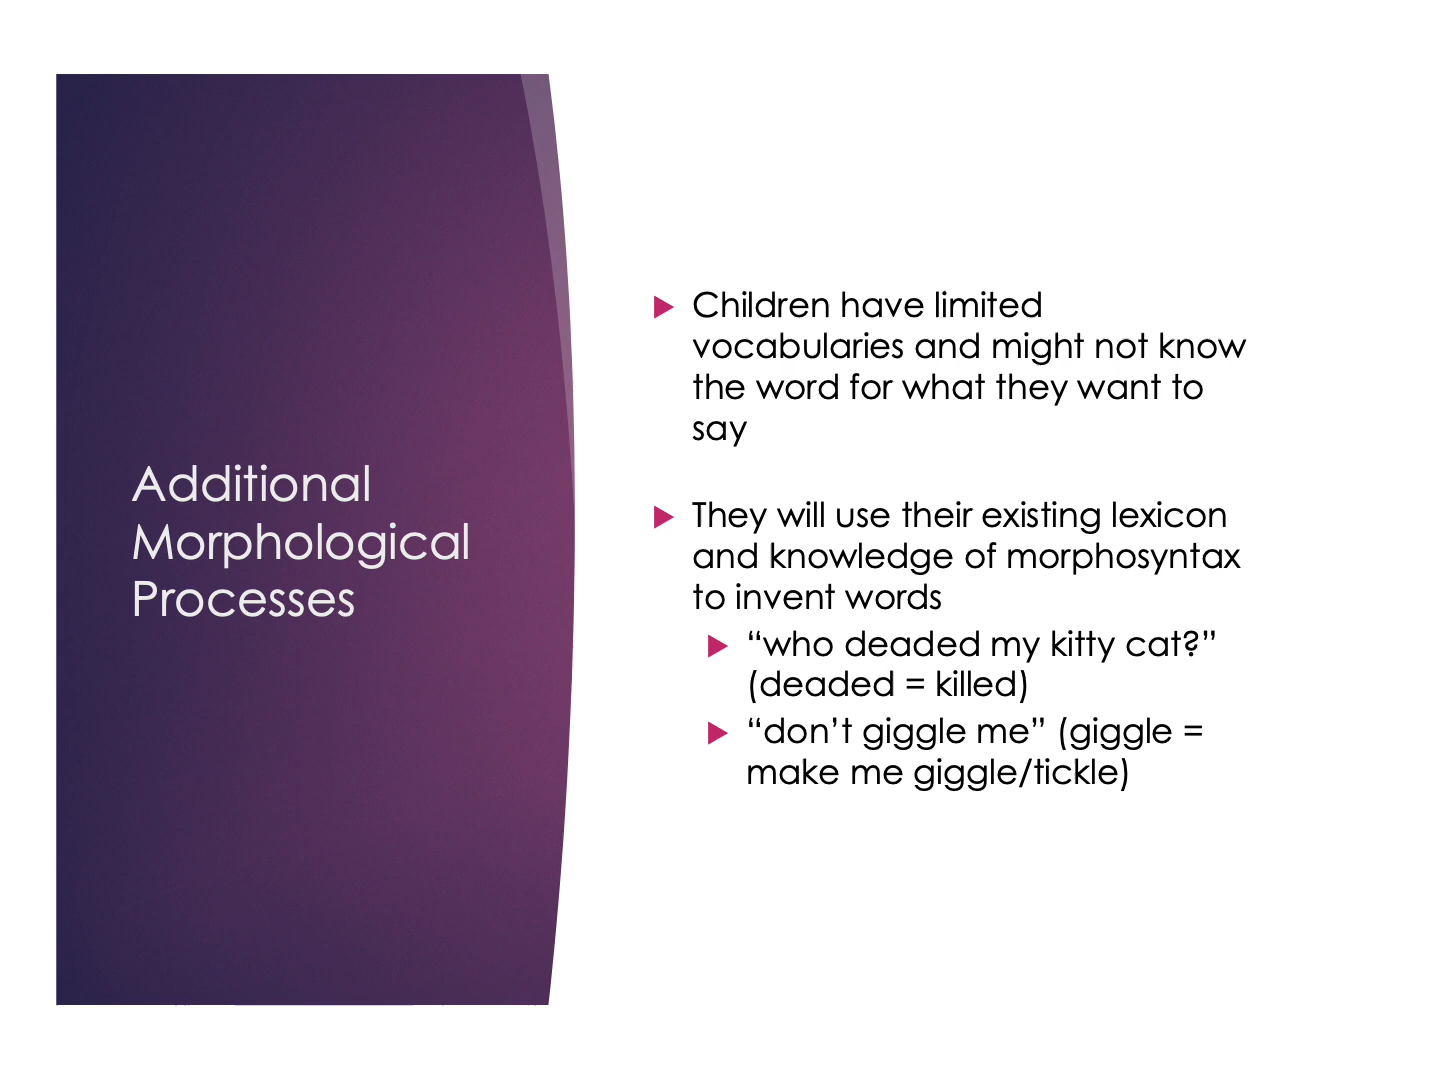 Additional
Morphological
Processes
Children have limited
vocabularies and might not know
the word for what they want to
say
They will use their existing lexicon
and knowledge of morphosyntax
to invent words
“who deaded my kitty cat?”
(deaded = killed)
“don’t giggle me” (giggle =
make me giggle/tickle)